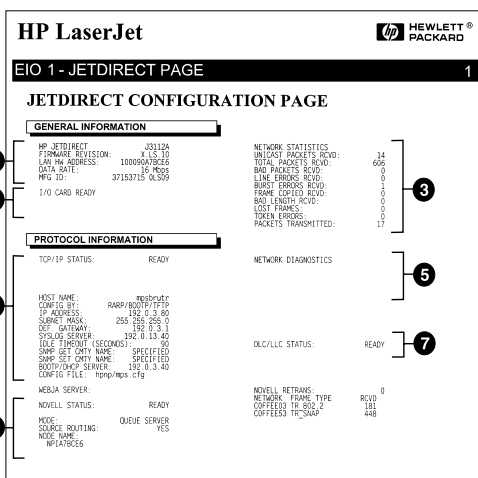 HP LaserJet
hp HEWLETT® PACKARD
EIO 1 - JETDIRECT PAGE 1
JETDIRECT CONFIGURATION PAGE
GENERAL INFORMATION
HP JETDIRECT J3112A
FIRMWARE REVISION: X.LS.10
LAN HW ADDRESS: 100090A7BCE6
DATA RATE: 16 Mbps
MFG ID: 37153715 0LS09
I/O CARD READY
NETWORK STATISTICS
UNICAST PACKETS RCVD: 14
TOTAL PACKETS RCVD: 606
BAD PACKETS RCVD: 0
LINE ERRORS RCVD: 0
BURST ERRORS RCVD: 1
FRAME COPIED RCVD: 0
BAD LENGTH RCVD: 0
LOST FRAMES: 0
TOKEN ERRORS: 0
PACKETS TRANSMITTED: 17
3
PROTOCOL INFORMATION
TCP/IP STATUS: READY
HOST NAME: mpsbrutr
CONFIG BY: RARP/BOOTP/TFTP
IP ADDRESS: 192.0.3.80
SUBNET MASK: 255.255.255.0
DEF. GATEWAY: 192.0.3.1
SYSLOG SERVER: 192.0.13.40
IDLE TIMEOUT (SECONDS): 90
SNMP GET CMTY NAME: SPECIFIED
SNMP SET CMTY NAME: SPECIFIED
BOOTP/DHCP SERVER: 192.0.3.40
CONFIG FILE: hpnp/mps.cfg
NETWORK DIAGNOSTICS
5
DLC/LLC STATUS: READY
7
WEBJA SERVER:
NOVELL STATUS: READY
MODE: QUEUE SERVER
SOURCE ROUTING: YES
NODE NAME:
NPIA7BCE6
NOVELL RETRANS: 0
NETWORK FRAME TYPE RCVD
COFFEE03 TR 802.2 181
COFFEE53 TR_SNAP 448